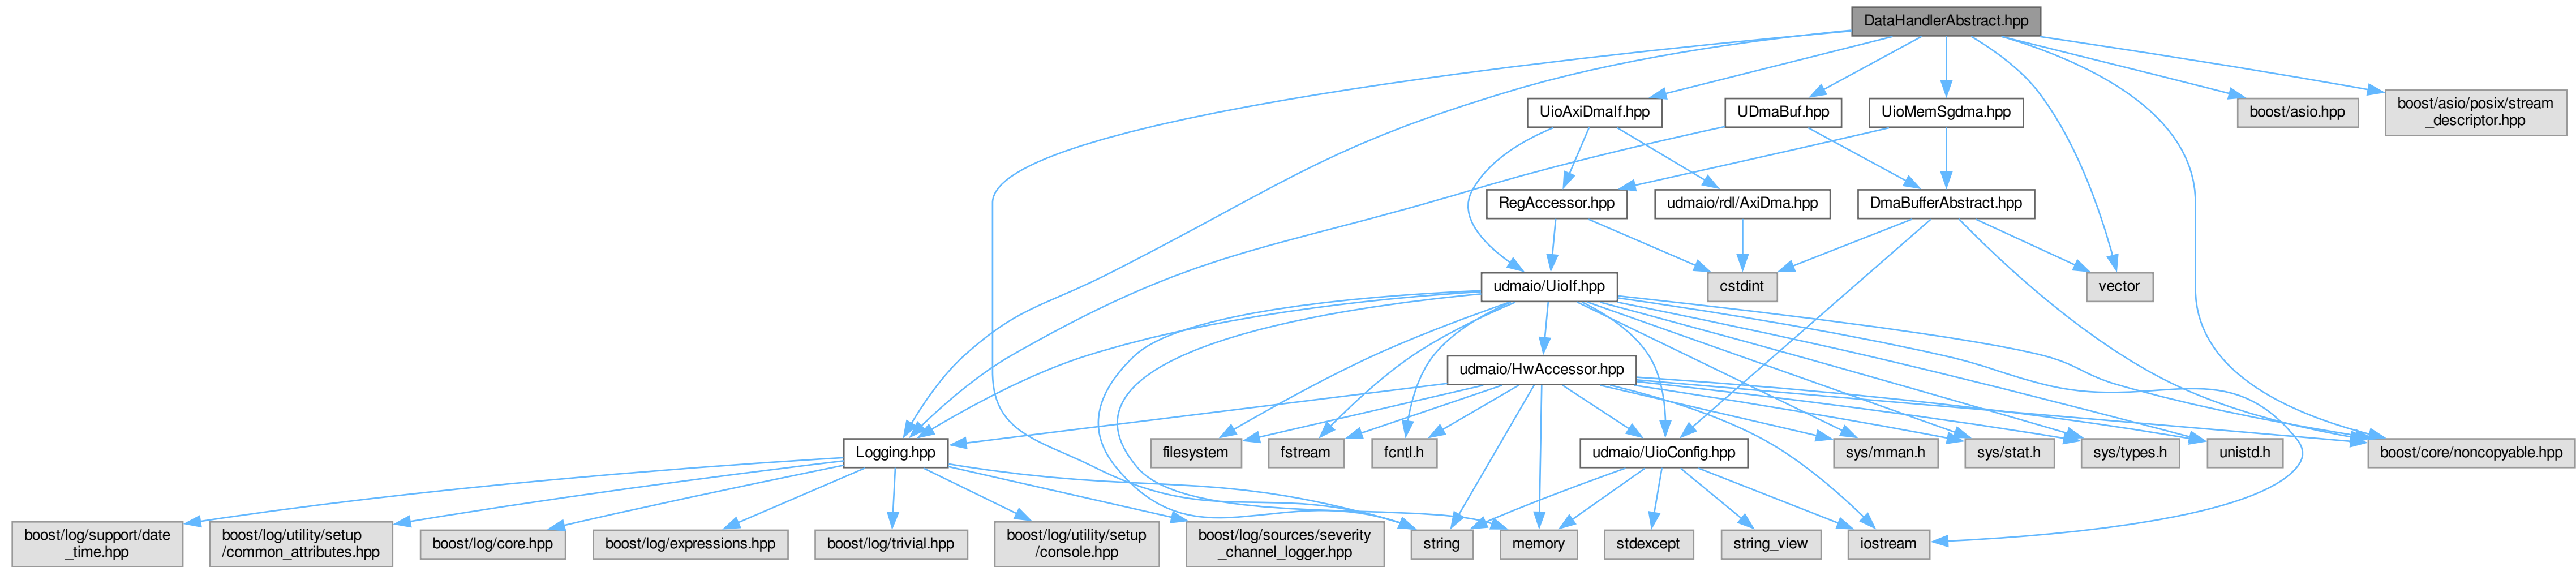 DataHandlerAbstract.hpp
UioAxiDmaIf.hpp
UDmaBuf.hpp
UioMemSgdma.hpp
boost/asio.hpp
boost/asio/posix/stream
_descriptor.hpp
RegAccessor.hpp
udmaio/rdl/AxiDma.hpp
DmaBufferAbstract.hpp
udmaio/UioIf.hpp
cstdint
vector
udmaio/HwAccessor.hpp
Logging.hpp
filesystem
fstream
fcntl.h
udmaio/UioConfig.hpp
sys/mman.h
sys/stat.h
sys/types.h
unistd.h
boost/core/noncopyable.hpp
boost/log/support/date
_time.hpp
boost/log/utility/setup
/common_attributes.hpp
boost/log/core.hpp
boost/log/expressions.hpp
boost/log/trivial.hpp
boost/log/utility/setup
/console.hpp
boost/log/sources/severity
_channel_logger.hpp
string
memory
stdexcept
string_view
iostream